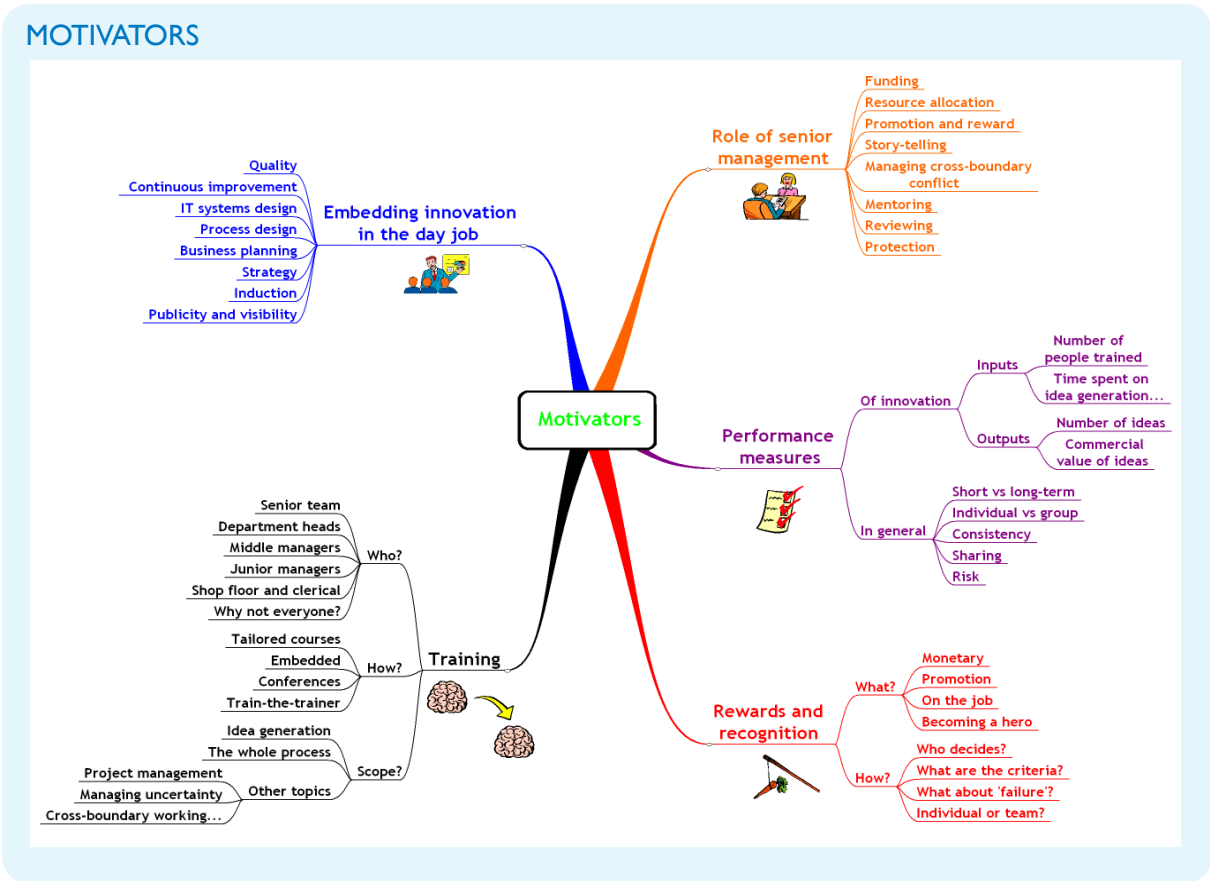 MOTIVATORS
Motivators
Role of senior
management
Funding
Resource allocation
Promotion and reward
Story-telling
Managing cross-boundary
conflict
Mentoring
Reviewing
Protection
Performance
measures
Of innovation
Inputs
Number of
people trained
Time spent on
idea generation...
Outputs
Number of ideas
Commercial
value of ideas
In general
Short vs long-term
Individual vs group
Consistency
Sharing
Risk
Rewards and
recognition
What?
Monetary
Promotion
On the job
Becoming a hero
How?
Who decides?
What are the criteria?
What about 'failure'?
Individual or team?
Training
Who?
Senior team
Department heads
Middle managers
Junior managers
Shop floor and clerical
Why not everyone?
How?
Tailored courses
Embedded
Conferences
Train-the-trainer
Scope?
Idea generation
The whole process
Other topics
Project management
Managing uncertainty
Cross-boundary working...
Embedding innovation
in the day job
Quality
Continuous improvement
IT systems design
Process design
Business planning
Strategy
Induction
Publicity and visibility